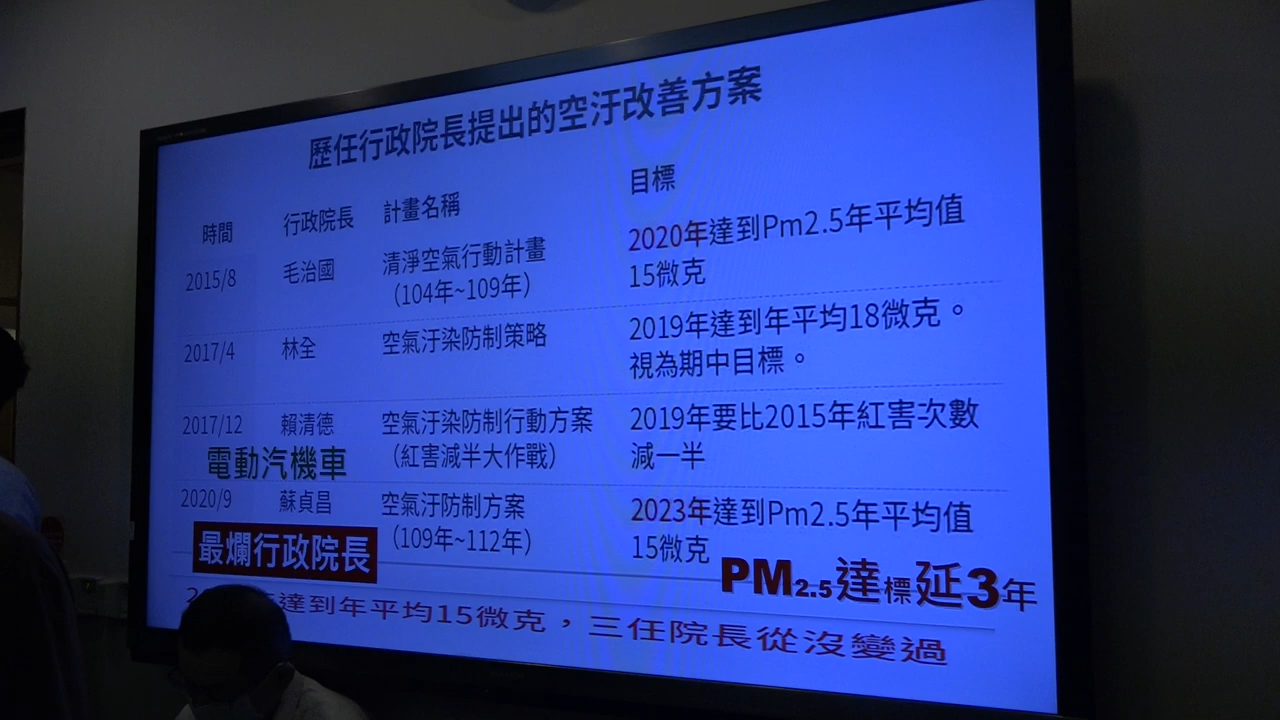 歷任行政院長提出的空汙改善方案
時間 行政院長 計畫名稱 目標
2015/8 毛治國 清淨空氣行動計畫 2020年達到Pm2.5年平均值
（104年~109年） 15微克
2017/4 林全 空氣汙染防制策略 2019年達到年平均18微克。
視為期中目標。
2017/12 賴清德 空氣汙染防制行動方案 2019年要比2015年紅害次數
電動汽機車 （紅害減半大作戰） 減一半
2020/9 蘇貞昌 空氣汙防制方案 2023年達到Pm2.5年平均值
最爛行政院長 （109年~112年） 15微克
PM2.5達標延3年
達到年平均15微克，三任院長從沒變過